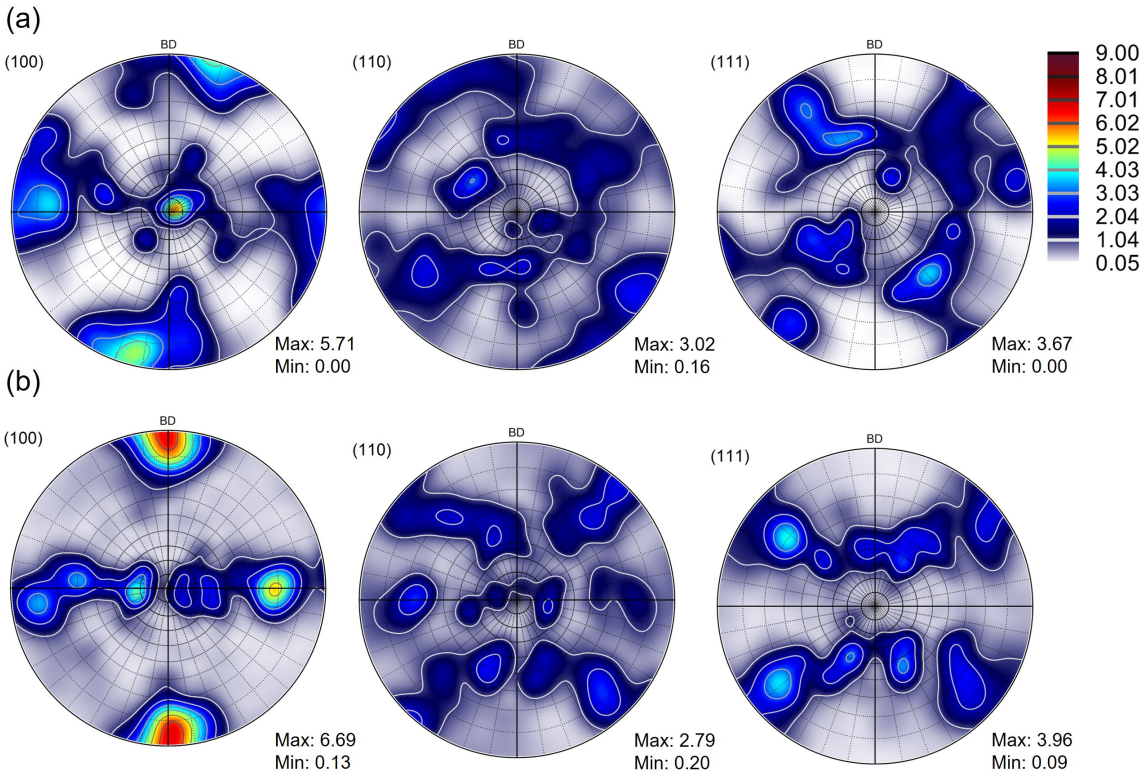 (a)
BD
BD
BD
(100)
(110)
(111)
9.00
8.01
7.01
6.02
5.02
4.03
3.03
2.04
1.04
0.05
Max: 5.71
Min: 0.00
Max: 3.02
Min: 0.16
Max: 3.67
Min: 0.00
(b)
BD
BD
BD
(100)
(110)
(111)
Max: 6.69
Min: 0.13
Max: 2.79
Min: 0.20
Max: 3.96
Min: 0.09